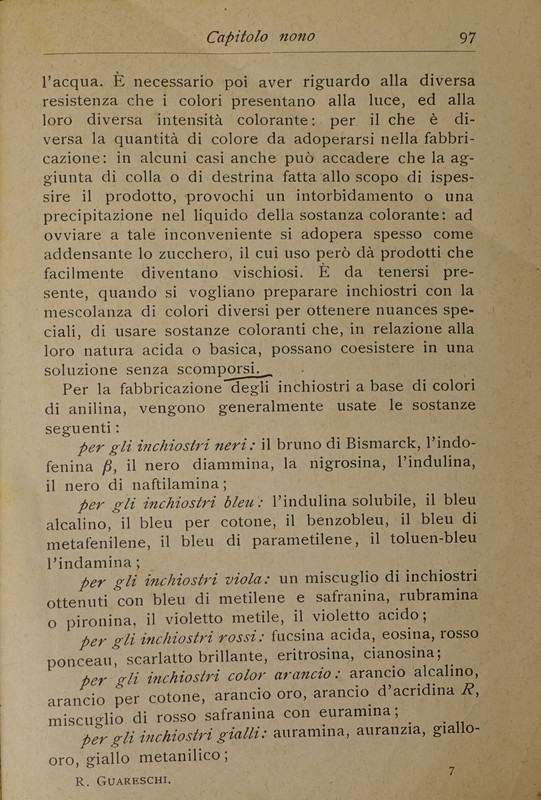 Capitolo nono 97
l'acqua. È necessario poi aver riguardo alla diversa
resistenza che i colori presentano alla luce, ed alla
loro diversa intensità colorante: per il che è di-
versa la quantità di colore da adoperarsi nella fabbri-
cazione: in alcuni casi anche può accadere che la ag-
giunta di colla o di destrina fatta allo scopo di ispes-
sire il prodotto, provochi un intorbidamento o una
precipitazione nel liquido della sostanza colorante: ad
ovviare a tale inconveniente si adopera spesso come
addensante lo zucchero, il cui uso però dà prodotti che
facilmente diventano vischiosi. È da tenersi pre-
sente, quando si vogliano preparare inchiostri con la
mescolanza di colori diversi per ottenere nuances spe-
ciali, di usare sostanze coloranti che, in relazione alla
loro natura acida o basica, possano coesistere in una
soluzione senza scomporsi.
Per la fabbricazione degli inchiostri a base di colori
di anilina, vengono generalmente usate le sostanze
seguenti:
per gli inchiostri neri: il bruno di Bismarck, l'indo-
fenina β, il nero diammina, la nigrosina, l'indulina,
il nero di naftilamina;
per gli inchiostri bleu: l'indulina solubile, il bleu
alcalino, il bleu per cotone, il benzobleu, il bleu di
metafenilene, il bleu di parametilene, il toluen-bleu
l'indamina;
per gli inchiostri viola: un miscuglio di inchiostri
ottenuti con bleu di metilene e safranina, rubramina
o pironina, il violetto metile, il violetto acido;
per gli inchiostri rossi: fucsina acida, eosina, rosso
ponceau, scarlatto brillante, eritrosina, cianosina;
per gli inchiostri color arancio: arancio alcalino,
arancio per cotone, arancio oro, arancio d'acridina R,
miscuglio di rosso safranina con euramina;
per gli inchiostri gialli: auramina, auranzia, giallo-
oro, giallo metanilico;
R. GUARESCHI. 7